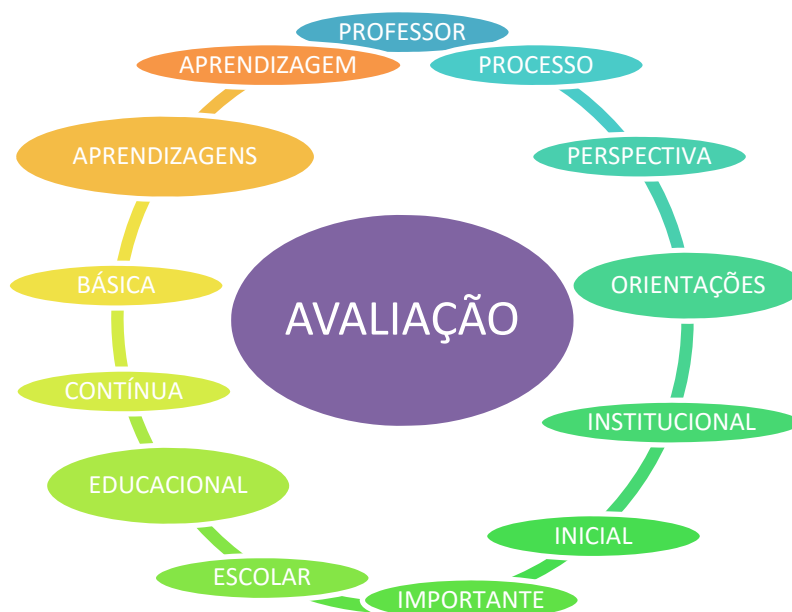 PROFESSOR
PROCESSO
PERSPECTIVA
ORIENTAÇÕES
INSTITUCIONAL
INICIAL
IMPORTANTE
ESCOLAR
EDUCACIONAL
CONTÍNUA
BÁSICA
APRENDIZAGENS
APRENDIZAGEM
AVALIAÇÃO